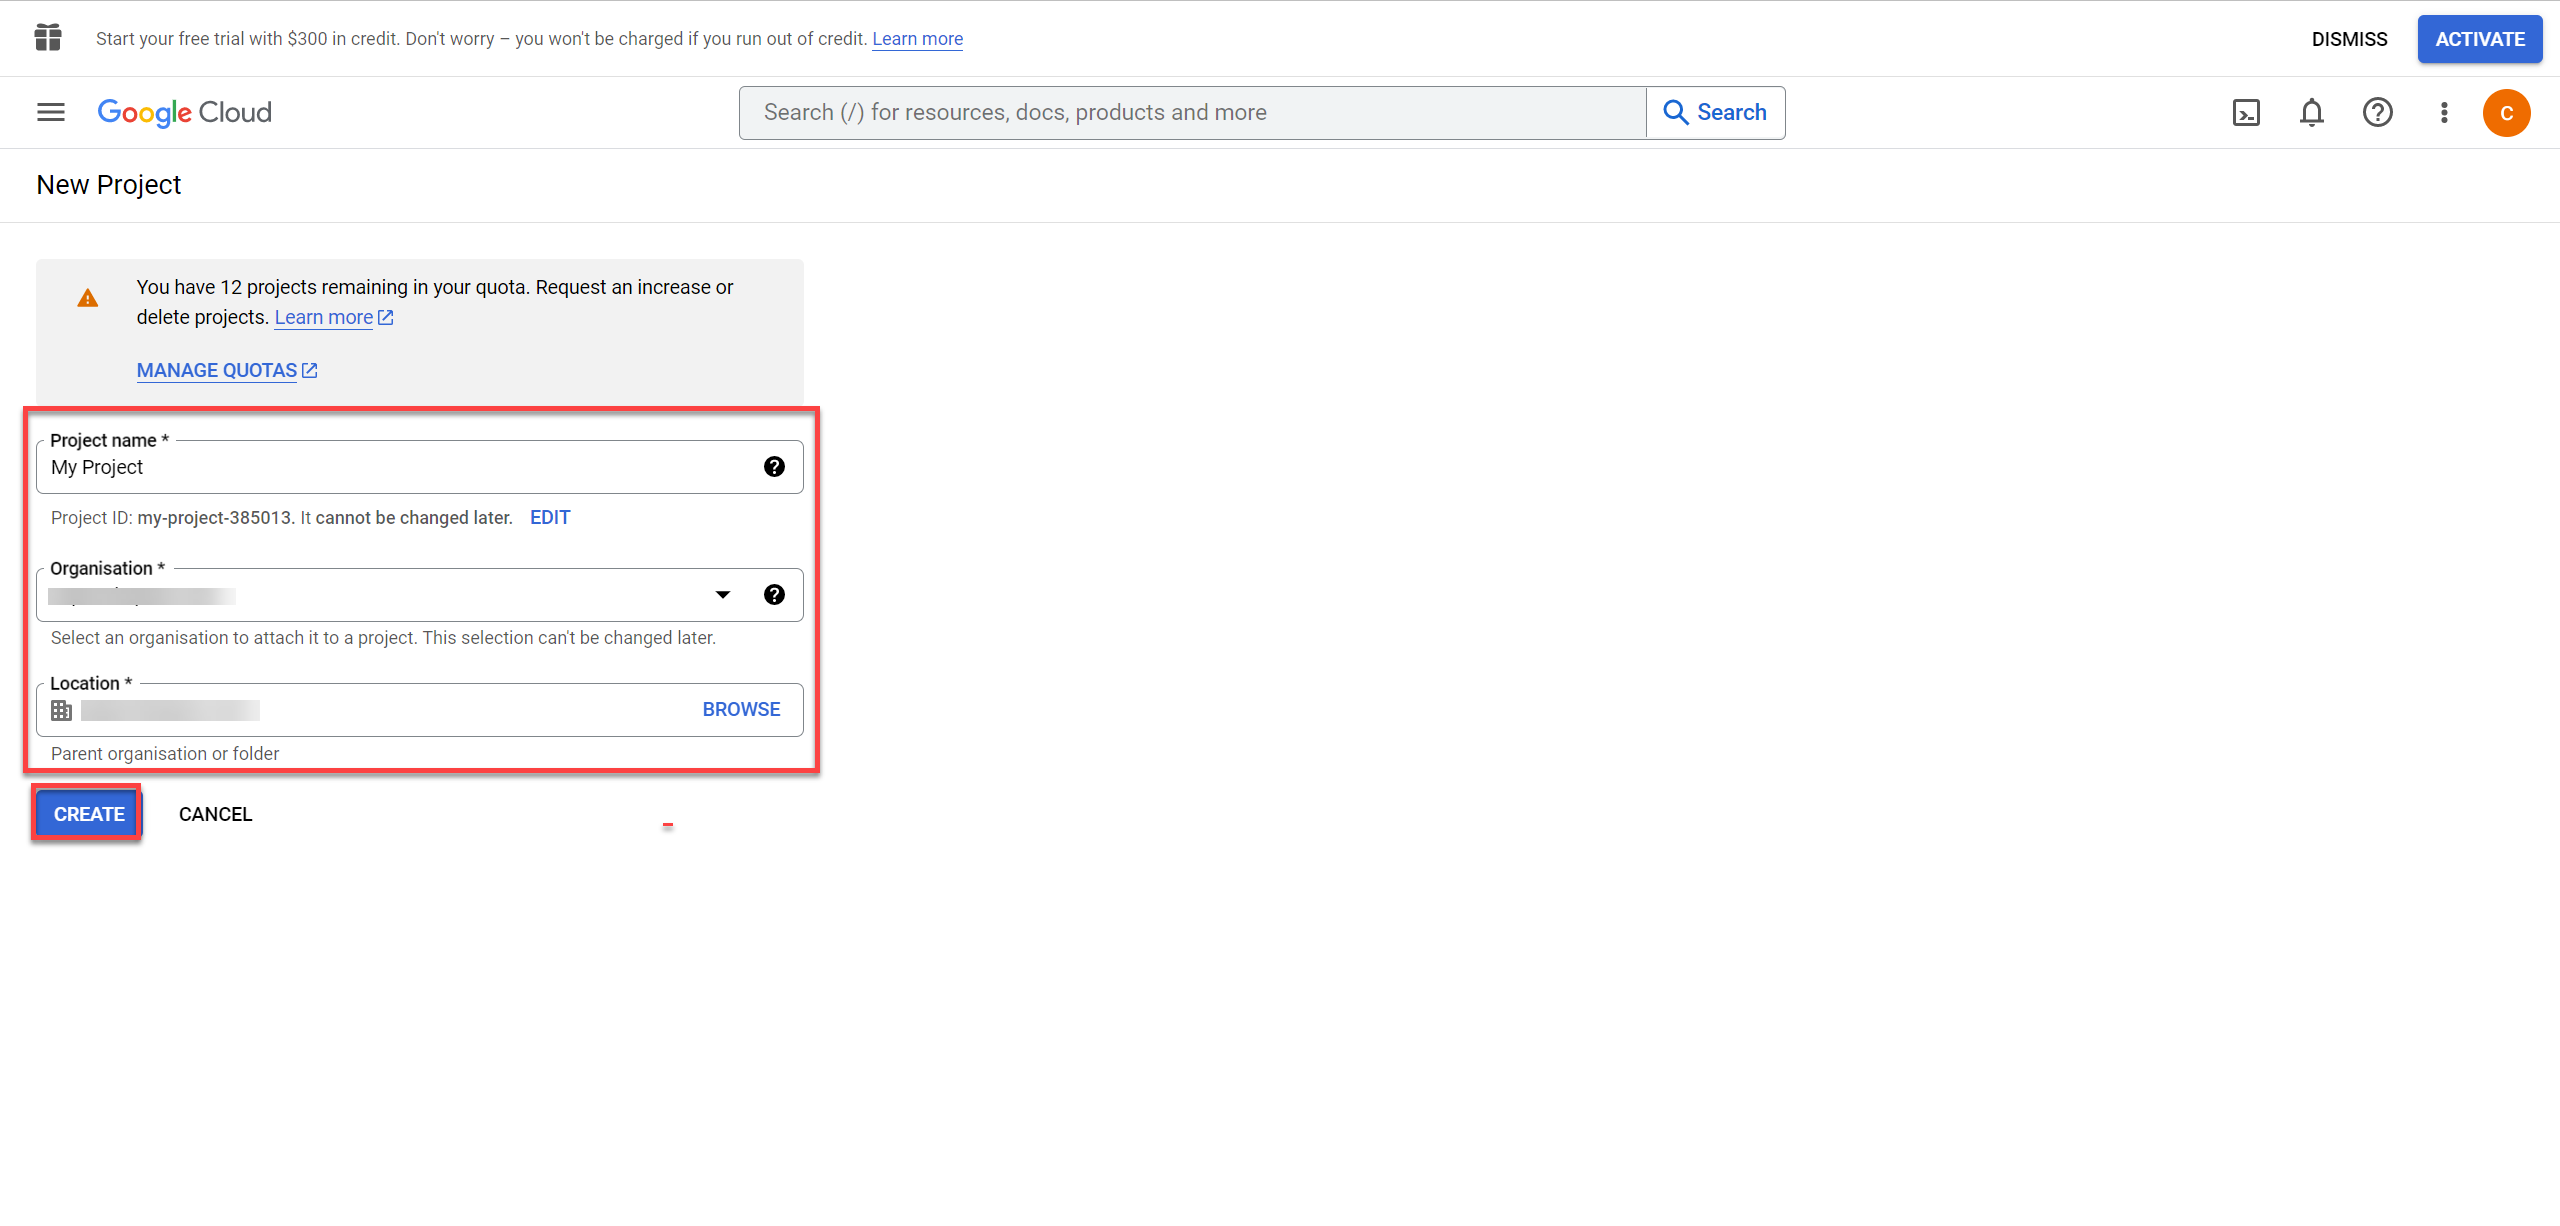 Start your free trial with $300 in credit. Don't worry – you won't be charged if you run out of credit. Learn more
DISMISS
ACTIVATE
Google Cloud
Search (/) for resources, docs, products and more
Search
C
New Project
You have 12 projects remaining in your quota. Request an increase or
delete projects. Learn more
MANAGE QUOTAS
Project name *
My Project
Project ID: my-project-385013. It cannot be changed later. EDIT
Organisation *
Select an organisation to attach it to a project. This selection can't be changed later.
Location *
BROWSE
Parent organisation or folder
CREATE
CANCEL